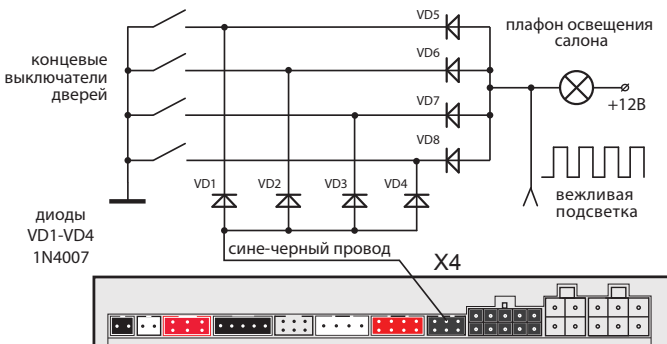 VD5
плафон освещения
салона
концевые
выключатели
дверей
VD6
VD7
+12В
VD8
VD1
VD2
VD3
VD4
вежливая
подсветка
диоды
VD1-VD4
1N4007
сине-черный провод
X4